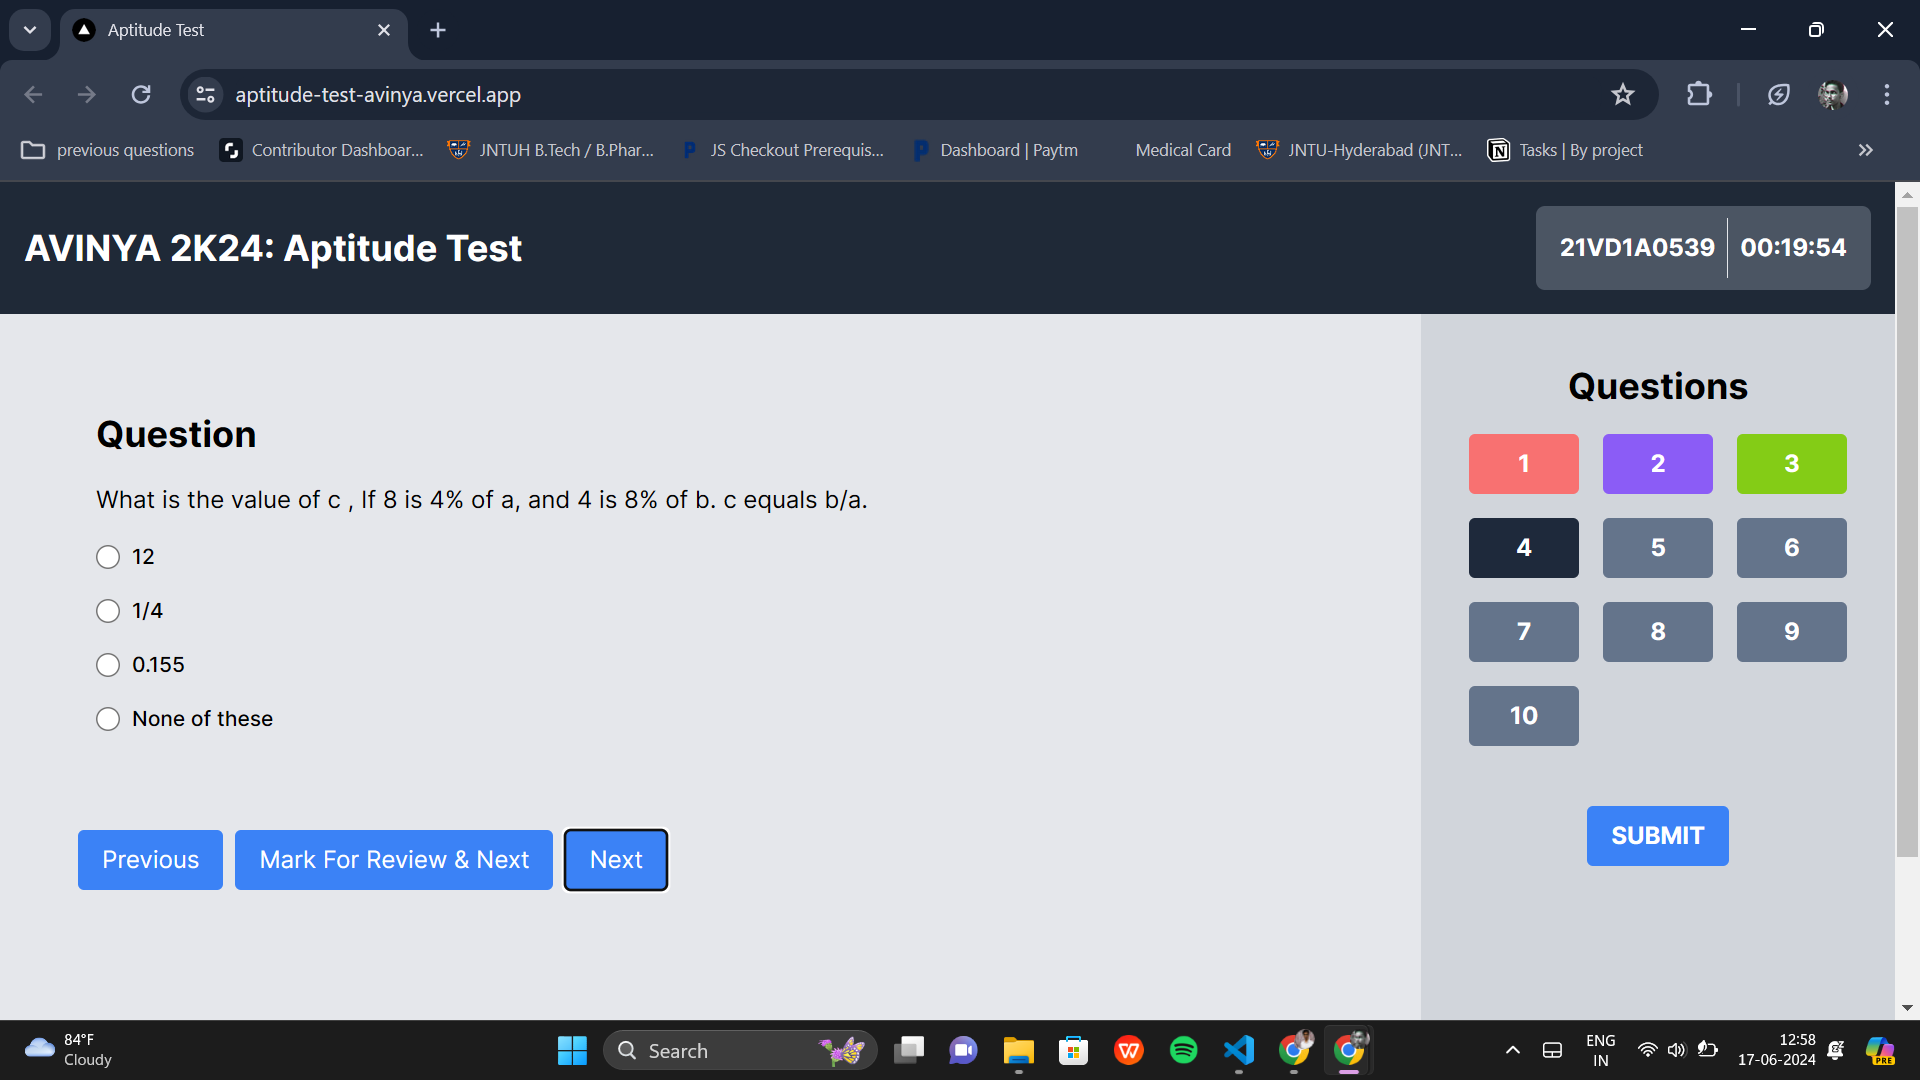 Aptitude Test
aptitude-test-avinya.vercel.app
previous questions
Contributor Dashboar...
JNTUH B.Tech / B.Phar...
JS Checkout Prerequis...
Dashboard | Paytm
Medical Card
JNTU-Hyderabad (JNT...
Tasks | By project
AVINYA 2K24: Aptitude Test
21VD1A0539
00:19:54
Question
What is the value of c , If 8 is 4% of a, and 4 is 8% of b. c equals b/a.
12
1/4
0.155
None of these
Previous
Mark For Review & Next
Next
Questions
1
2
3
4
5
6
7
8
9
10
SUBMIT
84°F
Cloudy
Search
ENG
IN
12:58
17-06-2024
PRE